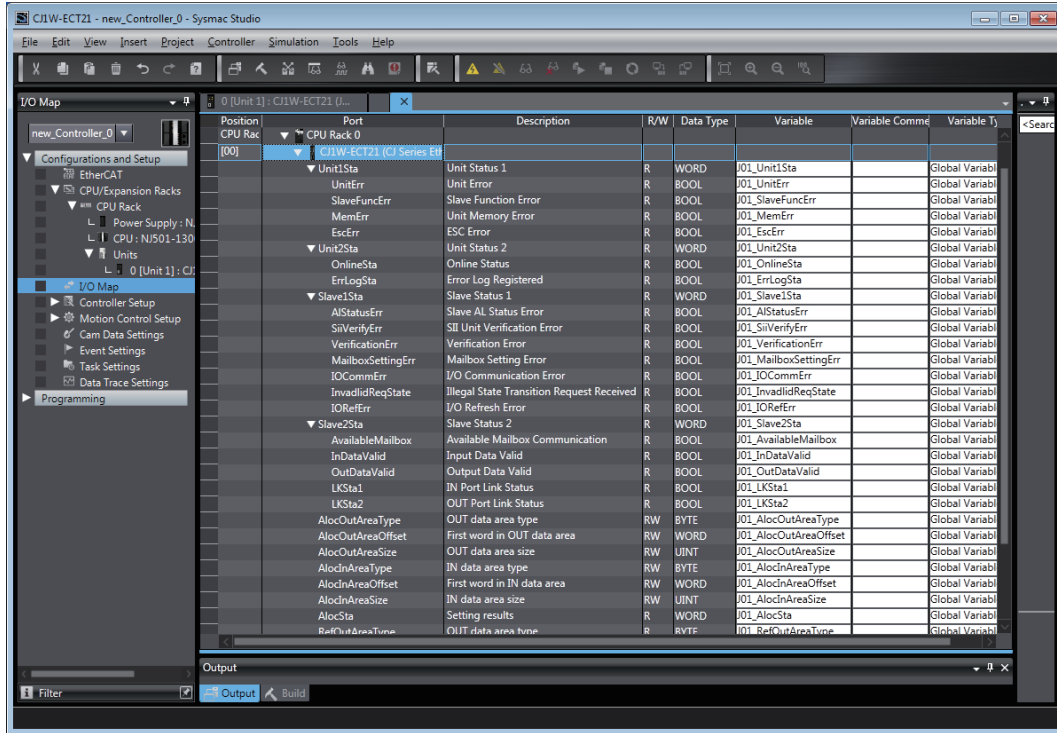 CJ1W-ECT21 - new_Controller_0 - Sysmac Studio
File Edit View Insert Project Controller Simulation Tools Help
I/O Map
0 [Unit 1] : CJ1W-ECT21 (J...
new_Controller_0
Configurations and Setup
EtherCAT
CPU/Expansion Racks
CPU Rack
Power Supply : N.
CPU : NJ501-130
Units
0 [Unit 1] : CJ
I/O Map
Controller Setup
Motion Control Setup
Cam Data Settings
Event Settings
Task Settings
Data Trace Settings
Programming
Filter
Position Port Description R/W Data Type Variable Variable Comme Variable Ty
CPU Rac CPU Rack 0
[00] CJ1W-ECT21 (CJ Series Eth
Unit1Sta Unit Status 1 R WORD J01_Unit1Sta Global Variabl
UnitErr Unit Error R BOOL J01_UnitErr Global Variabl
SlaveFuncErr Slave Function Error R BOOL J01_SlaveFuncErr Global Variabl
MemErr Unit Memory Error R BOOL J01_MemErr Global Variabl
EscErr ESC Error R BOOL J01_EscErr Global Variabl
Unit2Sta Unit Status 2 R WORD J01_Unit2Sta Global Variabl
OnlineSta Online Status R BOOL J01_OnlineSta Global Variabl
ErrLogSta Error Log Registered R BOOL J01_ErrLogSta Global Variabl
Slave1Sta Slave Status 1 R WORD J01_Slave1Sta Global Variabl
AlStatusErr Slave AL Status Error R BOOL J01_AlStatusErr Global Variabl
SiiVerifyErr SII Unit Verification Error R BOOL J01_SiiVerifyErr Global Variabl
VerificationErr Verification Error R BOOL J01_VerificationErr Global Variabl
MailboxSettingErr Mailbox Setting Error R BOOL J01_MailboxSettingErr Global Variabl
IOCommErr I/O Communication Error R BOOL J01_IOCommErr Global Variabl
InvadlidReqState Illegal State Transition Request Received R BOOL J01_InvadlidReqState Global Variabl
IORefErr I/O Refresh Error R BOOL J01_IORefErr Global Variabl
Slave2Sta Slave Status 2 R WORD J01_Slave2Sta Global Variabl
AvailableMailbox Available Mailbox Communication R BOOL J01_AvailableMailbox Global Variabl
InDataValid Input Data Valid R BOOL J01_InDataValid Global Variabl
OutDataValid Output Data Valid R BOOL J01_OutDataValid Global Variabl
LKSta1 IN Port Link Status R BOOL J01_LKSta1 Global Variabl
LKSta2 OUT Port Link Status R BOOL J01_LKSta2 Global Variabl
AlocOutAreaType OUT data area type RW BYTE J01_AlocOutAreaType Global Variabl
AlocOutAreaOffset First word in OUT data area RW WORD J01_AlocOutAreaOffset Global Variabl
AlocOutAreaSize OUT data area size RW UINT J01_AlocOutAreaSize Global Variabl
AlocInAreaType IN data area type RW BYTE J01_AlocInAreaType Global Variabl
AlocInAreaOffset First word in IN data area RW WORD J01_AlocInAreaOffset Global Variabl
AlocInAreaSize IN data area size RW UINT J01_AlocInAreaSize Global Variabl
AlocSta Setting results R WORD J01_AlocSta Global Variabl
RefOutAreaType OUT data area type R BYTE J01_RefOutAreaType Global Variabl
<Searc
Output
Output Build